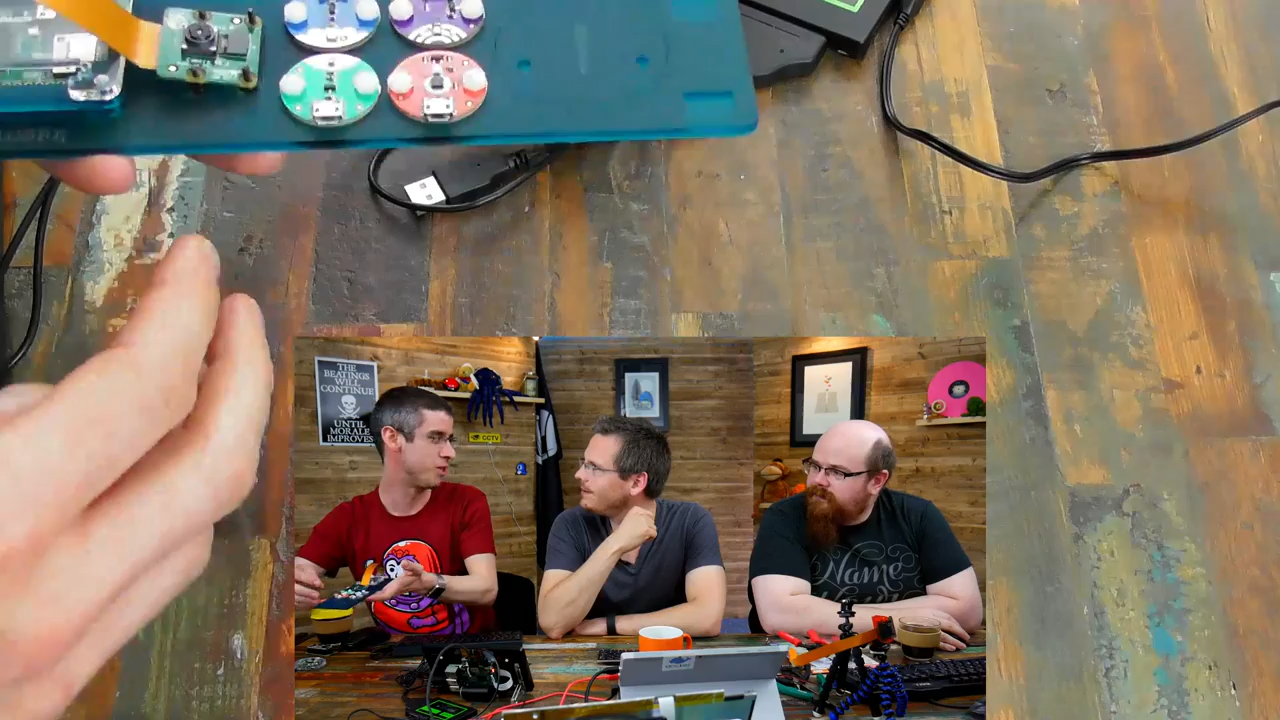 THE
BEATINGS
WILL
CONTINUE
UNTIL
MORALE
IMPROVES
CCTV
Name